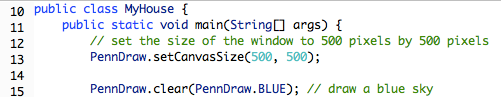 10 public class MyHouse {
11     public static void main(String[] args) {
12         // set the size of the window to 500 pixels by 500 pixels
13         PennDraw.setCanvasSize(500, 500);
14
15         PennDraw.clear(PennDraw.BLUE); // draw a blue sky